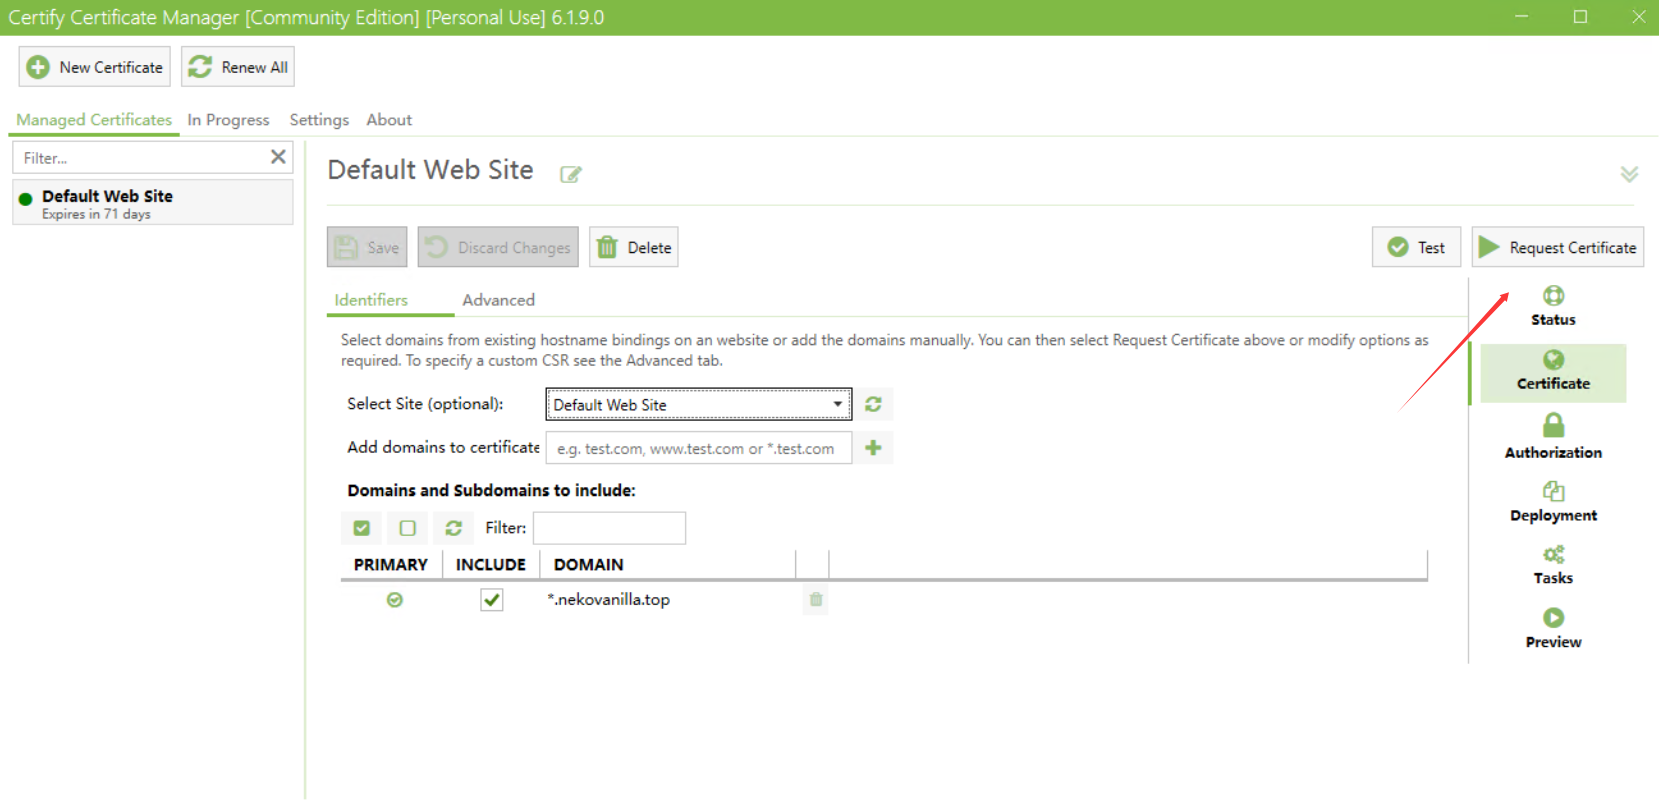 Certify Certificate Manager [Community Edition] [Personal Use] 6.1.9.0
New Certificate
Renew All
Managed Certificates
In Progress
Settings
About
Filter...
Default Web Site
Expires in 71 days
Default Web Site
Save
Discard Changes
Delete
Test
Request Certificate
Identifiers
Advanced
Select domains from existing hostname bindings on an website or add the domains manually. You can then select Request Certificate above or modify options as
required. To specify a custom CSR see the Advanced tab.
Select Site (optional):
Default Web Site
Add domains to certificate
e.g. test.com, www.test.com or *.test.com
Domains and Subdomains to include:
Filter:
PRIMARY
INCLUDE
DOMAIN
*.nekovanilla.top
Status
Certificate
Authorization
Deployment
Tasks
Preview